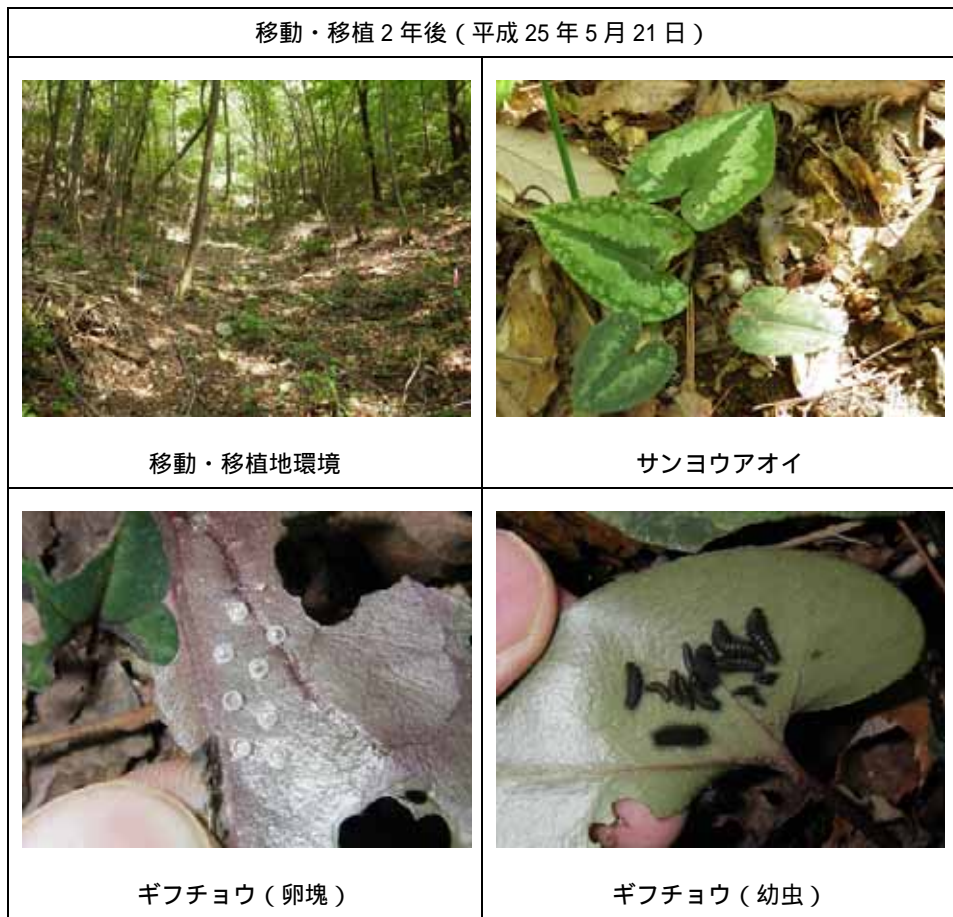 移動・移植2年後（平成25年5月21日）
移動・移植地環境
サンヨウアオイ
ギフチョウ（卵塊）
ギフチョウ（幼虫）